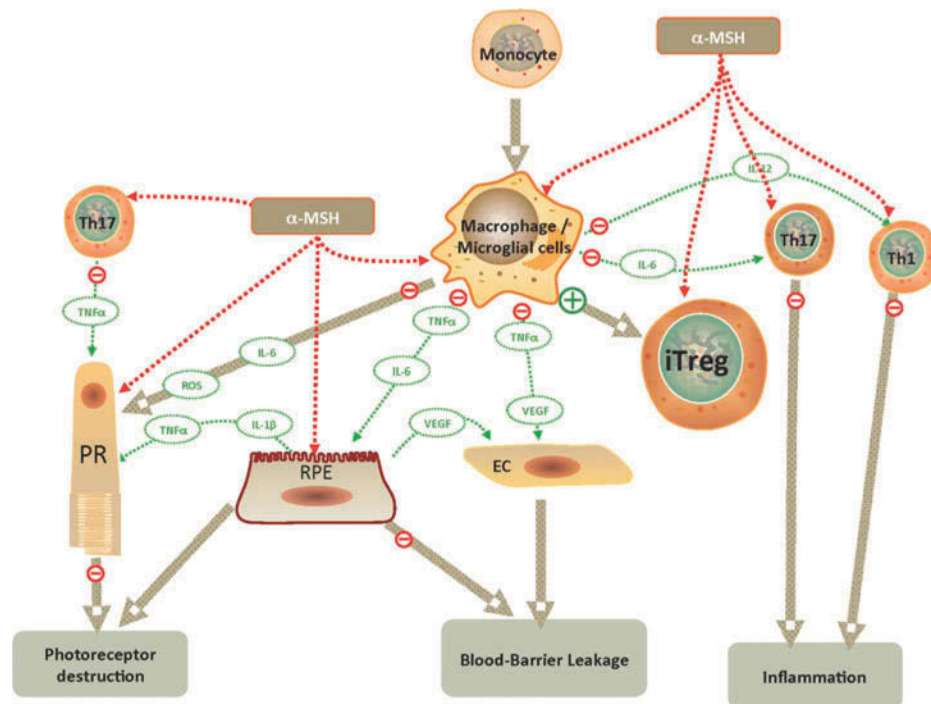 Monocyte
α-MSH
IL-12
Th17
α-MSH
Macrophage /
Microglial cells
Th17
Th1
IL-6
TNFα
TNFα
TNFα
iTreg
IL-6
ROS
IL-6
VEGF
TNFα
IL-1β
VEGF
PR
RPE
EC
Photoreceptor
destruction
Blood-Barrier Leakage
Inflammation